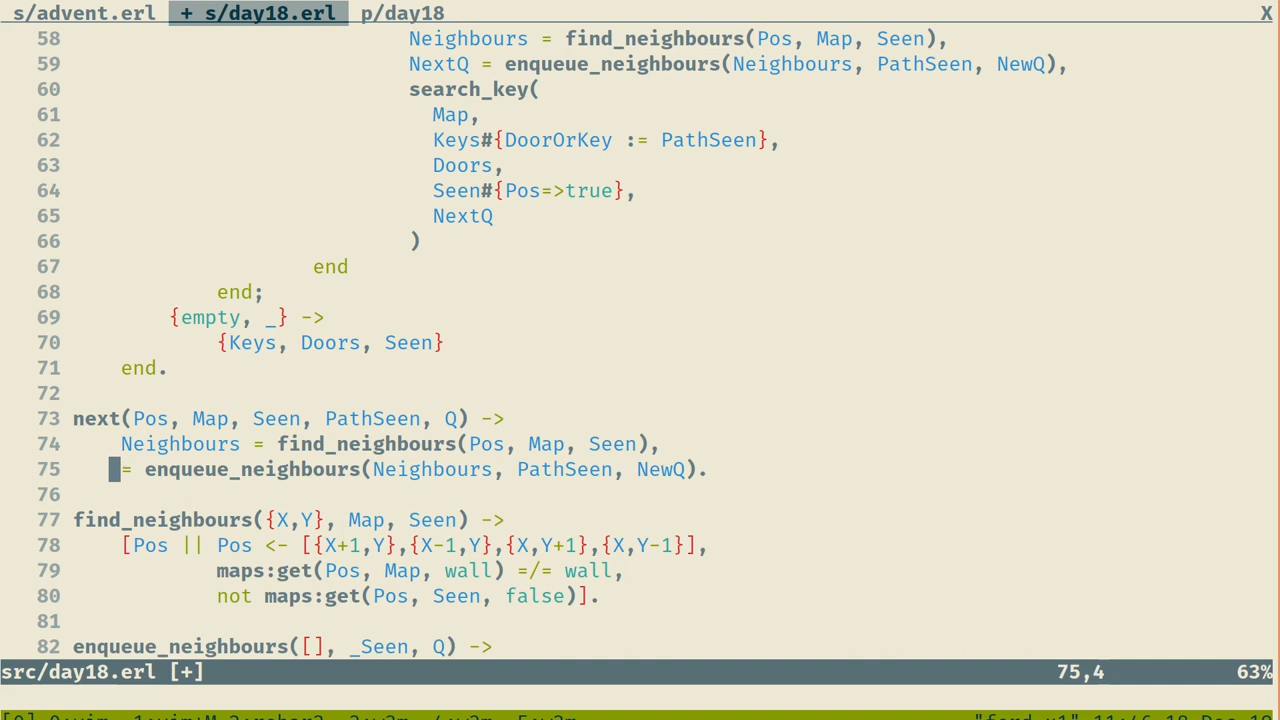 s/advent.erl + s/day18.erl p/day18 X
58 Neighbours = find_neighbours(Pos, Map, Seen),
59 NextQ = enqueue_neighbours(Neighbours, PathSeen, NewQ),
60 search_key(
61 Map,
62 Keys#{DoorOrKey := PathSeen},
63 Doors,
64 Seen#{Pos=>true},
65 NextQ
66 )
67 end
68 end;
69 {empty, _} ->
70 {Keys, Doors, Seen}
71 end.
72
73 next(Pos, Map, Seen, PathSeen, Q) ->
74 Neighbours = find_neighbours(Pos, Map, Seen),
75 = enqueue_neighbours(Neighbours, PathSeen, NewQ).
76
77 find_neighbours({X,Y}, Map, Seen) ->
78 [Pos || Pos <- [{X+1,Y},{X-1,Y},{X,Y+1},{X,Y-1}],
79 maps:get(Pos, Map, wall) =/= wall,
80 not maps:get(Pos, Seen, false)].
81
82 enqueue_neighbours([], _Seen, Q) ->
src/day18.erl [+] 75,4 63%